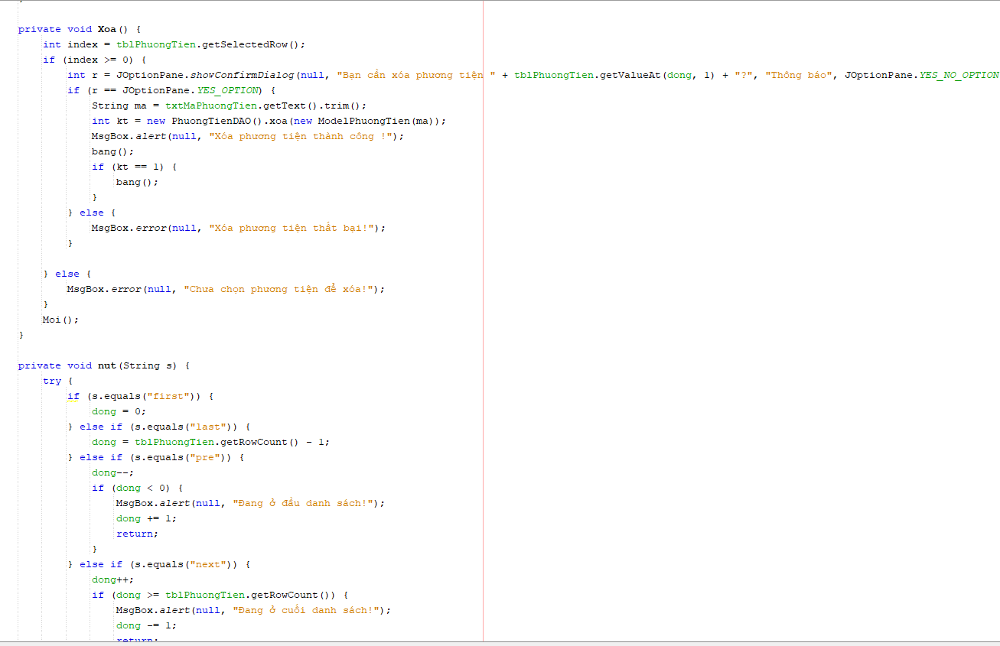 private void Xoa() {
int index = tblPhuongTien.getSelectedRow();
if (index >= 0) {
int r = JOptionPane.showConfirmDialog(null, "Bạn cần xóa phương tiện " + tblPhuongTien.getValueAt(dong, 1) + "?", "Thông báo", JOptionPane.YES_NO_OPTION
if (r == JOptionPane.YES_OPTION) {
String ma = txtMaPhuongTien.getText().trim();
int kt = new PhuongTienDAO().xoa(new ModelPhuongTien(ma));
MsgBox.alert(null, "Xóa phương tiện thành công !");
bang();
if (kt == 1) {
bang();
}
} else {
MsgBox.error(null, "Xóa phương tiện thất bại!");
}
} else {
MsgBox.error(null, "Chưa chọn phương tiện để xóa!");
}
Moi();
}
private void nut(String s) {
try {
if (s.equals("first")) {
dong = 0;
} else if (s.equals("last")) {
dong = tblPhuongTien.getRowCount() - 1;
} else if (s.equals("pre")) {
dong--;
if (dong < 0) {
MsgBox.alert(null, "Đang ở đầu danh sách!");
dong += 1;
return;
}
} else if (s.equals("next")) {
dong++;
if (dong >= tblPhuongTien.getRowCount()) {
MsgBox.alert(null, "Đang ở cuối danh sách!");
dong -= 1;
return;